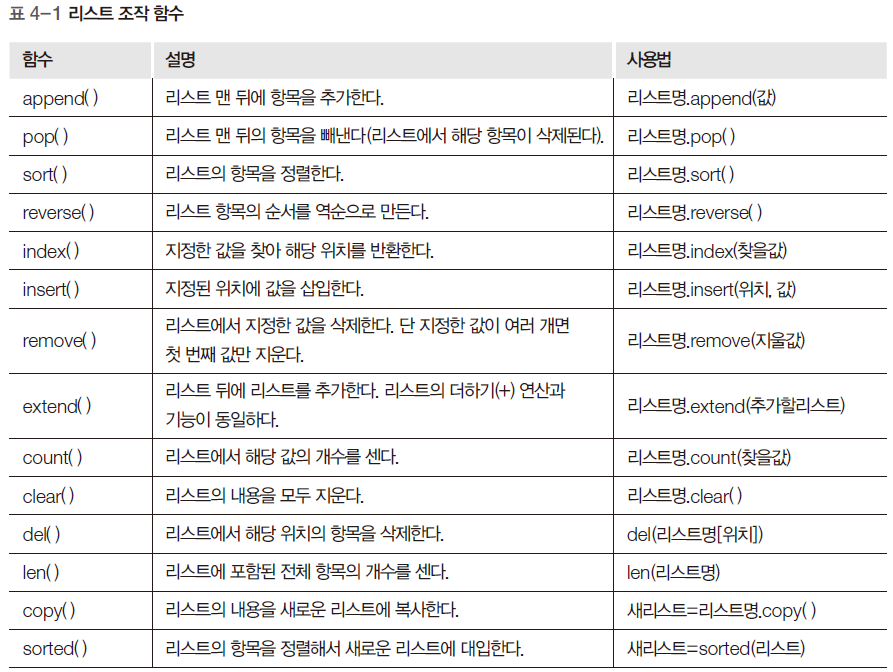 표 4-1 리스트 조작 함수
함수 설명 사용법
append( ) 리스트 맨 뒤에 항목을 추가한다. 리스트명.append(값)
pop( ) 리스트 맨 뒤의 항목을 빼낸다(리스트에서 해당 항목이 삭제된다). 리스트명.pop( )
sort( ) 리스트의 항목을 정렬한다. 리스트명.sort( )
reverse( ) 리스트 항목의 순서를 역순으로 만든다. 리스트명.reverse( )
index( ) 지정한 값을 찾아 해당 위치를 반환한다. 리스트명.index(찾을값)
insert( ) 지정된 위치에 값을 삽입한다. 리스트명.insert(위치, 값)
remove( ) 리스트에서 지정한 값을 삭제한다. 단 지정한 값이 여러 개면
첫 번째 값만 지운다. 리스트명.remove(지울값)
extend( ) 리스트 뒤에 리스트를 추가한다. 리스트의 더하기(+) 연산과
기능이 동일하다. 리스트명.extend(추가할리스트)
count( ) 리스트에서 해당 값의 개수를 센다. 리스트명.count(찾을값)
clear( ) 리스트의 내용을 모두 지운다. 리스트명.clear( )
del( ) 리스트에서 해당 위치의 항목을 삭제한다. del(리스트명[위치])
len( ) 리스트에 포함된 전체 항목의 개수를 센다. len(리스트명)
copy( ) 리스트의 내용을 새로운 리스트에 복사한다. 새리스트=리스트명.copy( )
sorted( ) 리스트의 항목을 정렬해서 새로운 리스트에 대입한다. 새리스트=sorted(리스트)